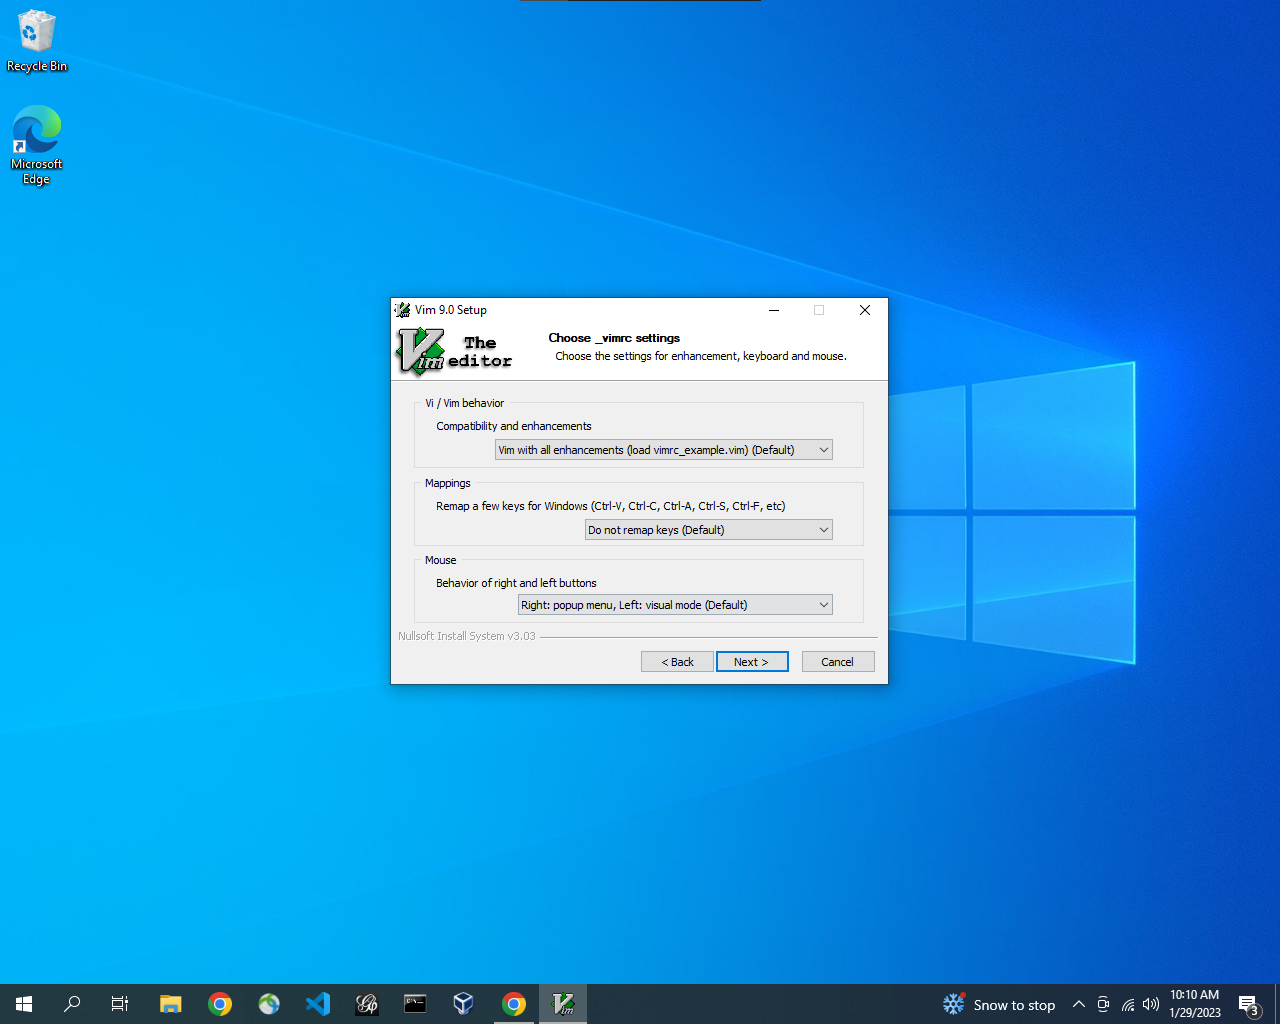 Recycle Bin
Microsoft
Edge
Vim 9.0 Setup
Vim The
editor
Choose _vimrc settings
Choose the settings for enhancement, keyboard and mouse.
Vi / Vim behavior
Compatibility and enhancements
Vim with all enhancements (load vimrc_example.vim) (Default)
Mappings
Remap a few keys for Windows (Ctrl-V, Ctrl-C, Ctrl-A, Ctrl-S, Ctrl-F, etc)
Do not remap keys (Default)
Mouse
Behavior of right and left buttons
Right: popup menu, Left: visual mode (Default)
Nullsoft Install System v3.03
< Back
Next >
Cancel
Snow to stop
10:10 AM
1/29/2023
3